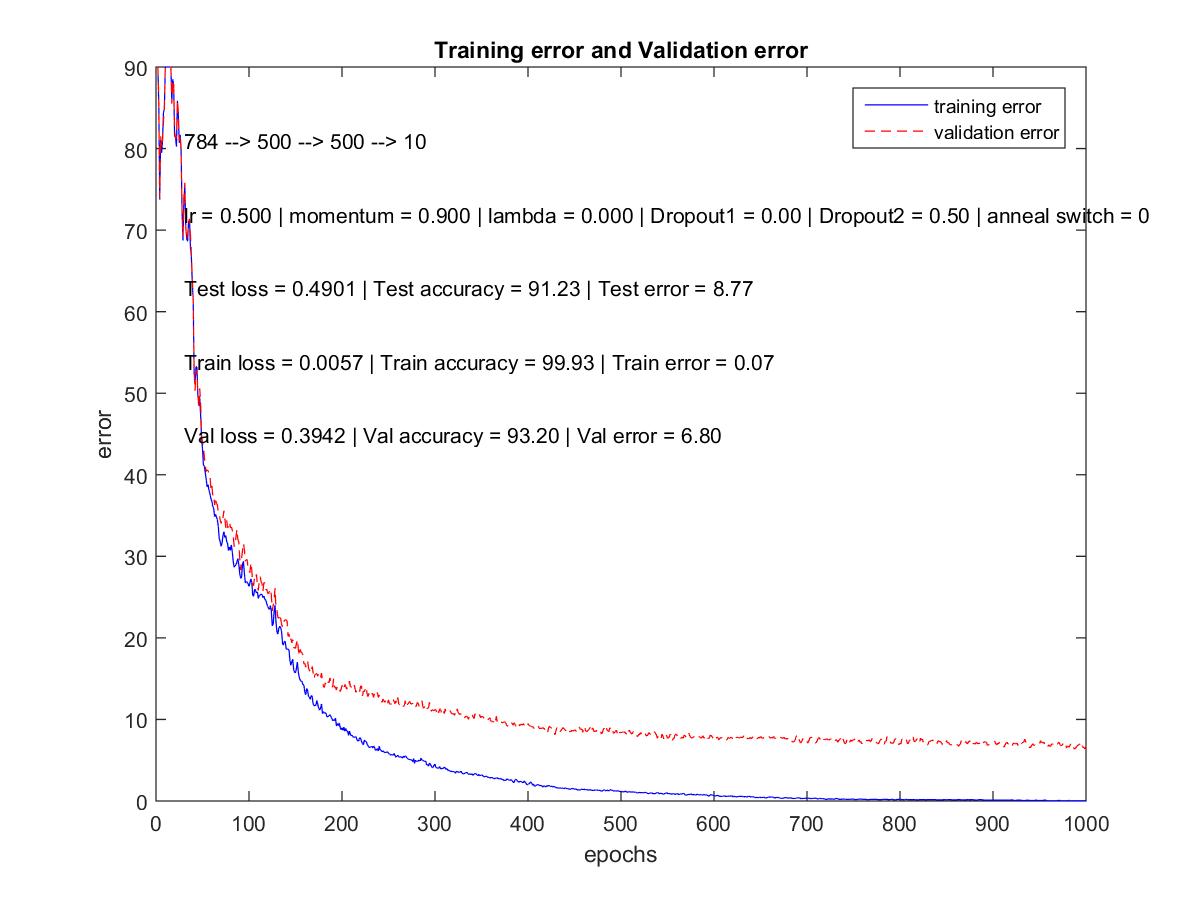 Training error and Validation error
90
training error
validation error
80
784 --> 500 --> 500 --> 10
lr = 0.500 | momentum = 0.900 | lambda = 0.000 | Dropout1 = 0.00 | Dropout2 = 0.50 | anneal switch = 0
70
Test loss = 0.4901 | Test accuracy = 91.23 | Test error = 8.77
60
Train loss = 0.0057 | Train accuracy = 99.93 | Train error = 0.07
50
error
Val loss = 0.3942 | Val accuracy = 93.20 | Val error = 6.80
40
30
20
10
0
0 100 200 300 400 500 600 700 800 900 1000
epochs